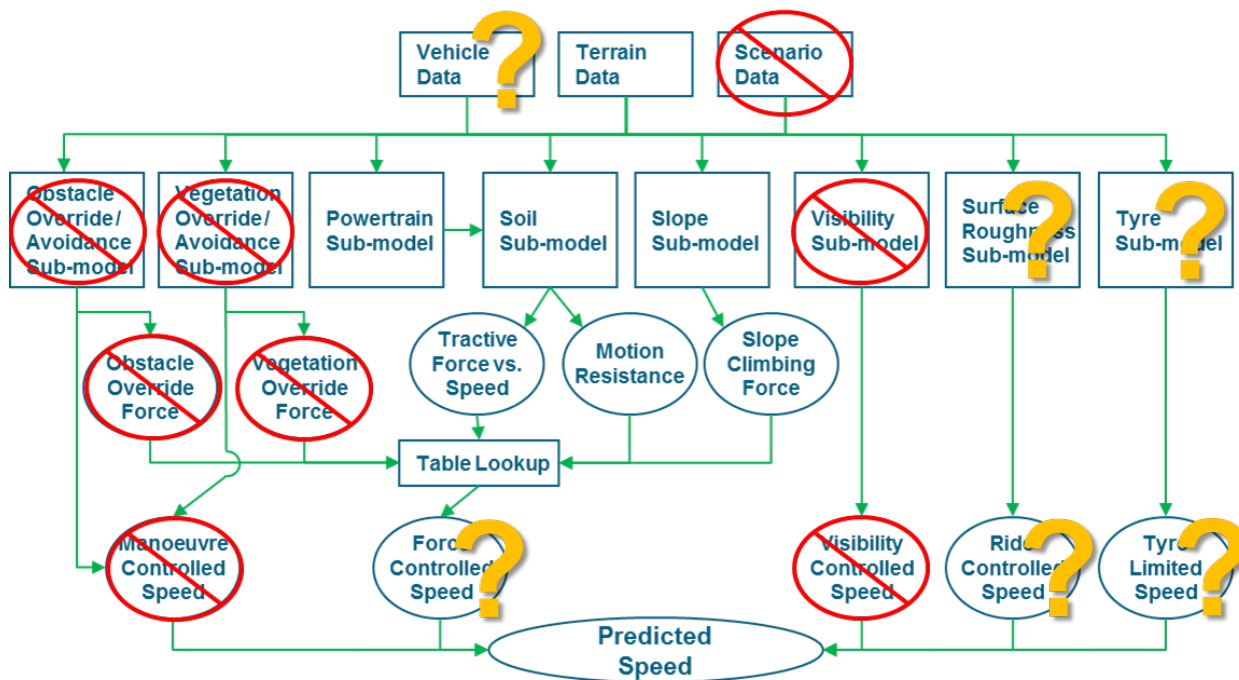 Vehicle
Data
?
Terrain
Data
Scenario
Data
Obstacle
Override/
Avoidance
Sub-model
Vegetation
Override/
Avoidance
Sub-model
Powertrain
Sub-model
Soil
Sub-model
Slope
Sub-model
Visibility
Sub-model
Surface
Roughness
Sub-model
?
Tyre
Sub-model
?
Obstacle
Override
Force
Vegetation
Override
Force
Tractive
Force vs.
Speed
Motion
Resistance
Slope
Climbing
Force
Table Lookup
Manoeuvre
Controlled
Speed
Force
Controlled
Speed
?
Visibility
Controlled
Speed
Ride
Controlled
Speed
?
Tyre
Limited
Speed
?
Predicted
Speed